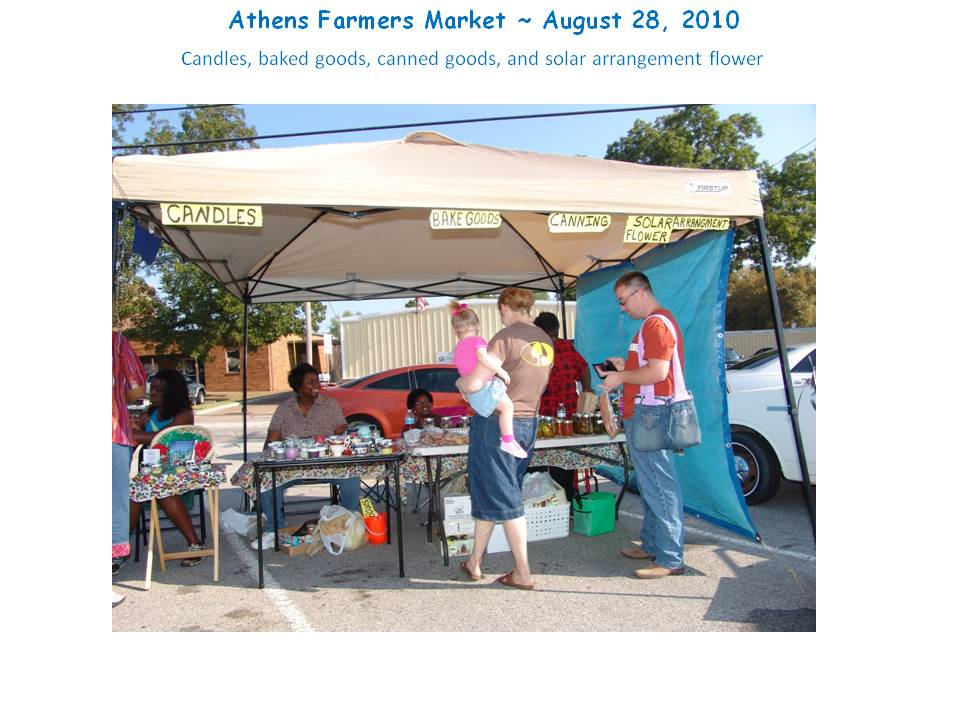 Athens Farmers Market ~ August 28, 2010
Candles, baked goods, canned goods, and solar arrangement flower
FIRSTUP
CANDLES
BAKE GOODS
CANNING
SOLAR ARRANGMENT
FLOWER